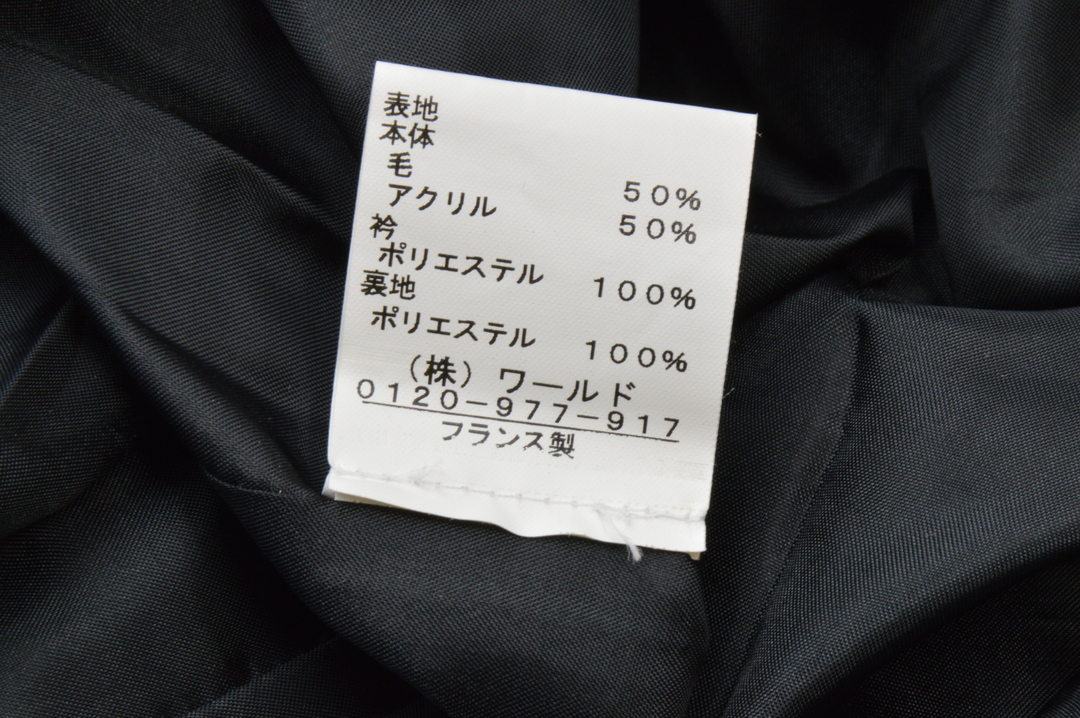 表地
本体
毛 50%
アクリル 50%
衿
ポリエステル 100%
裏地
ポリエステル 100%
（株）ワールド
0120-977-917
フランス製